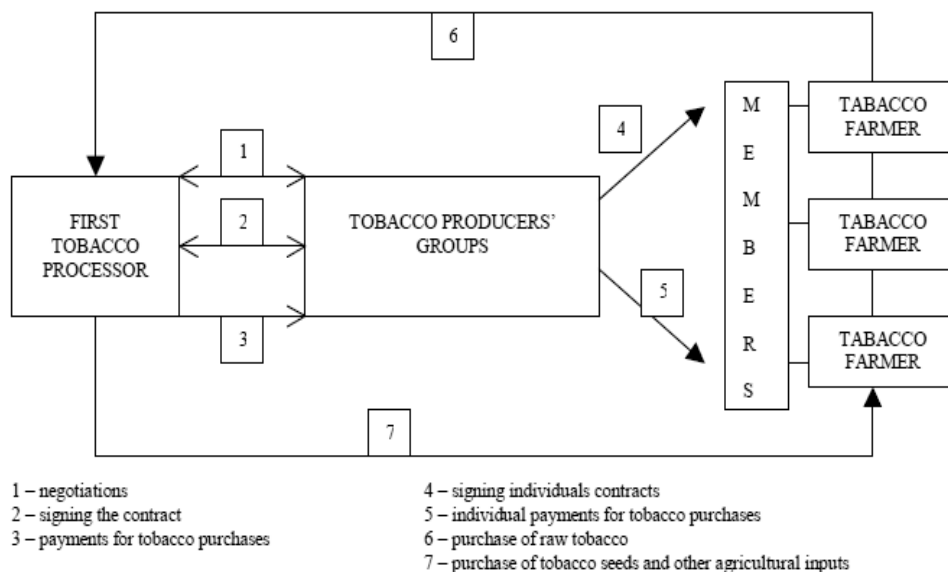 6
M
E
M
B
E
R
S
TABACCO
FARMER
4
1
FIRST
TOBACCO
PROCESSOR
2
TOBACCO PRODUCERS'
GROUPS
TABACCO
FARMER
5
3
TABACCO
FARMER
7
1 – negotiations
2 – signing the contract
3 – payments for tobacco purchases
4 – signing individuals contracts
5 – individual payments for tobacco purchases
6 – purchase of raw tobacco
7 – purchase of tobacco seeds and other agricultural inputs